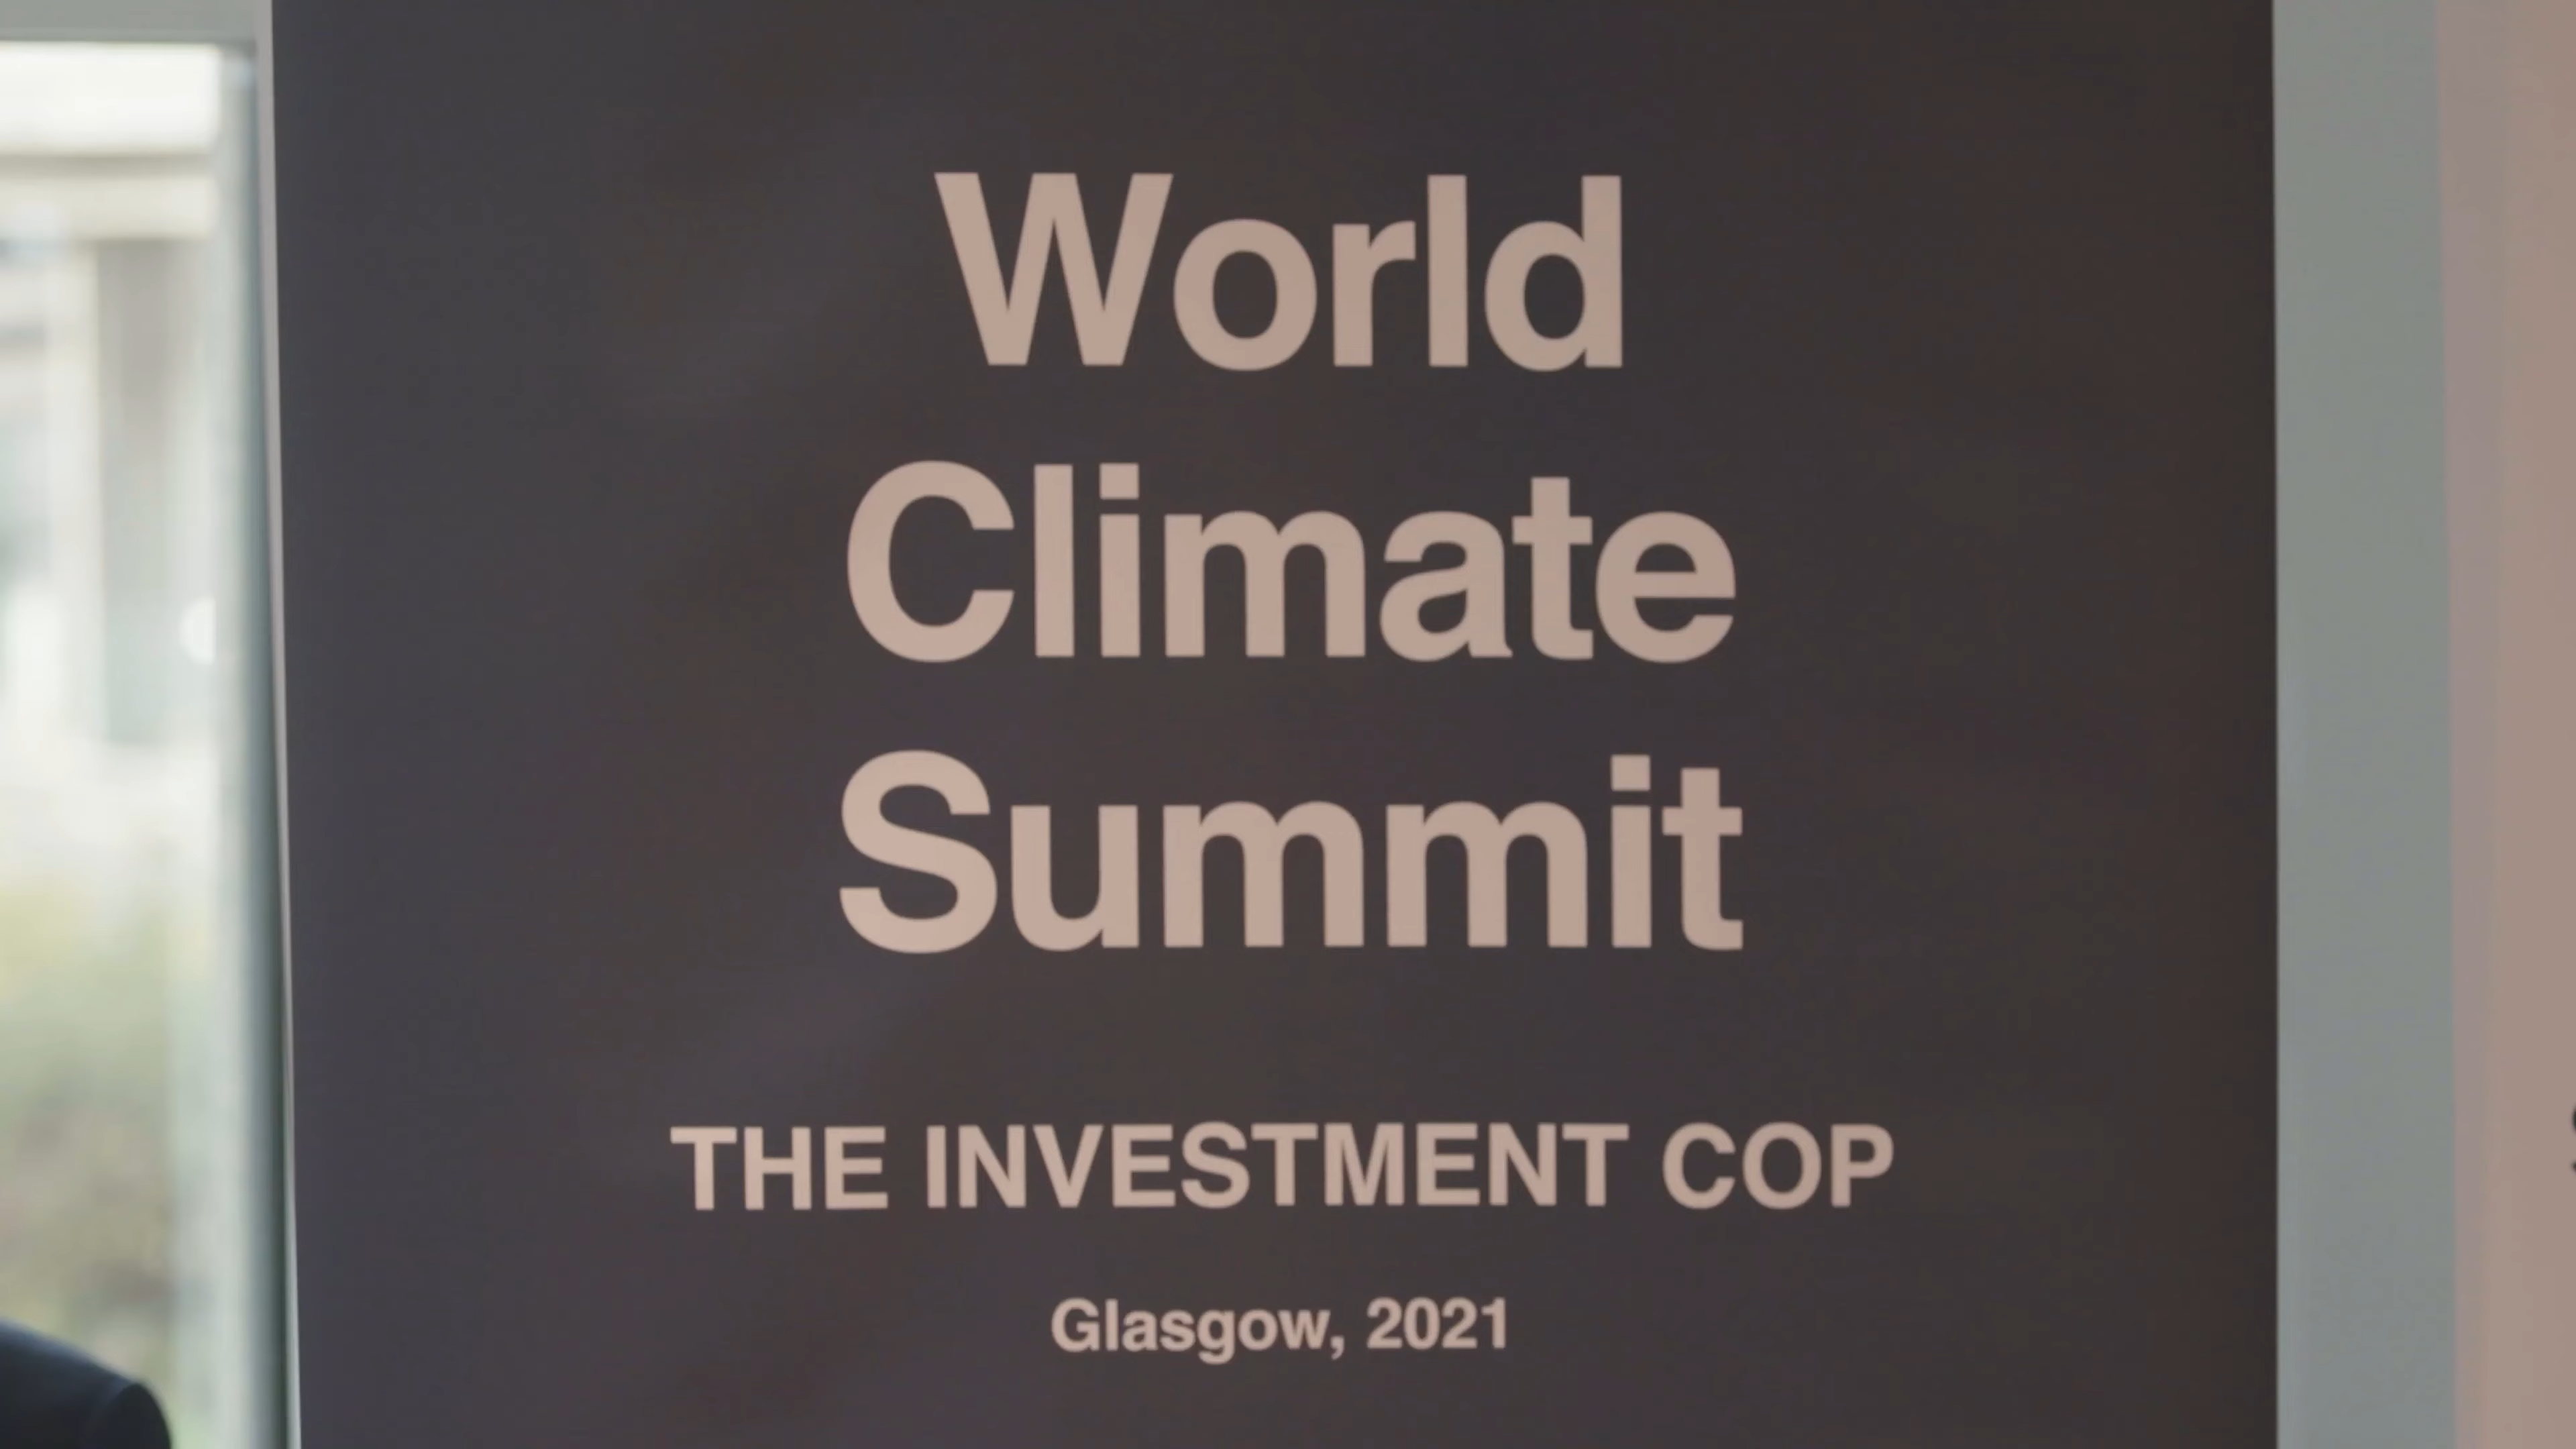 World
Climate
Summit
THE INVESTMENT COP
Glasgow, 2021